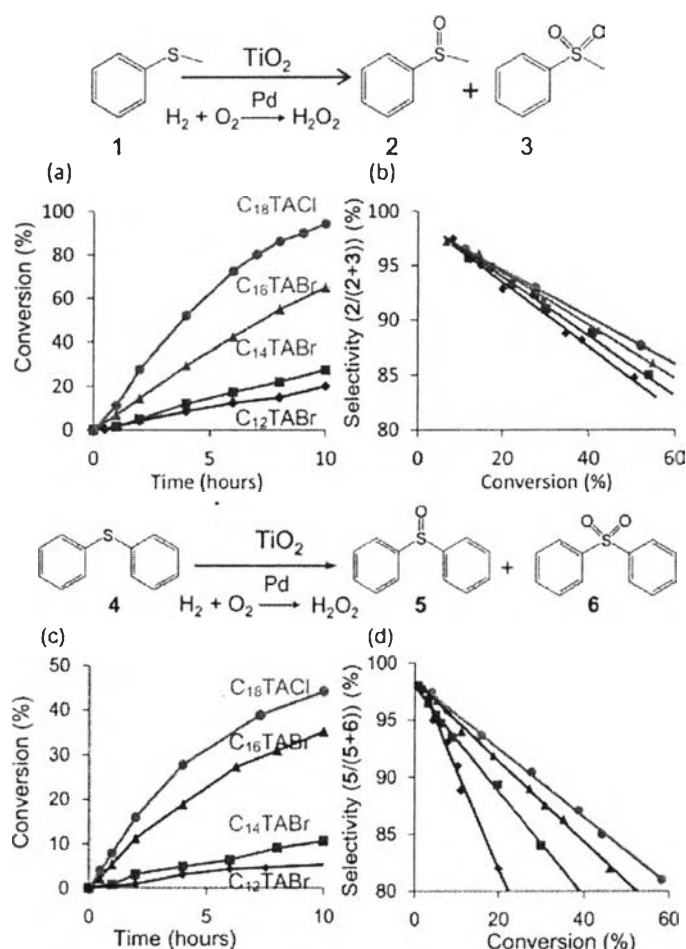 S
TiO₂
Pd
H₂ + O₂ → H₂O₂
1
O
S
+
2
O O
S
3
(a)
Conversion (%)
100
80
60
40
20
0
C₁₈TACl
C₁₆TABr
C₁₄TABr
C₁₂TABr
0 5 10
Time (hours)
(b)
Selectivity (2/(2+3)) (%)
100
95
90
85
80
0 20 40 60
Conversion (%)
S
4
TiO₂
Pd
H₂ + O₂ → H₂O₂
O
S
5
+
O O
S
6
(c)
Conversion (%)
50
40
30
20
10
0
C₁₈TACl
C₁₆TABr
C₁₄TABr
C₁₂TABr
0 5 10
Time (hours)
(d)
Selectivity (5/(5+6)) (%)
100
95
90
85
80
0 20 40 60
Conversion (%)